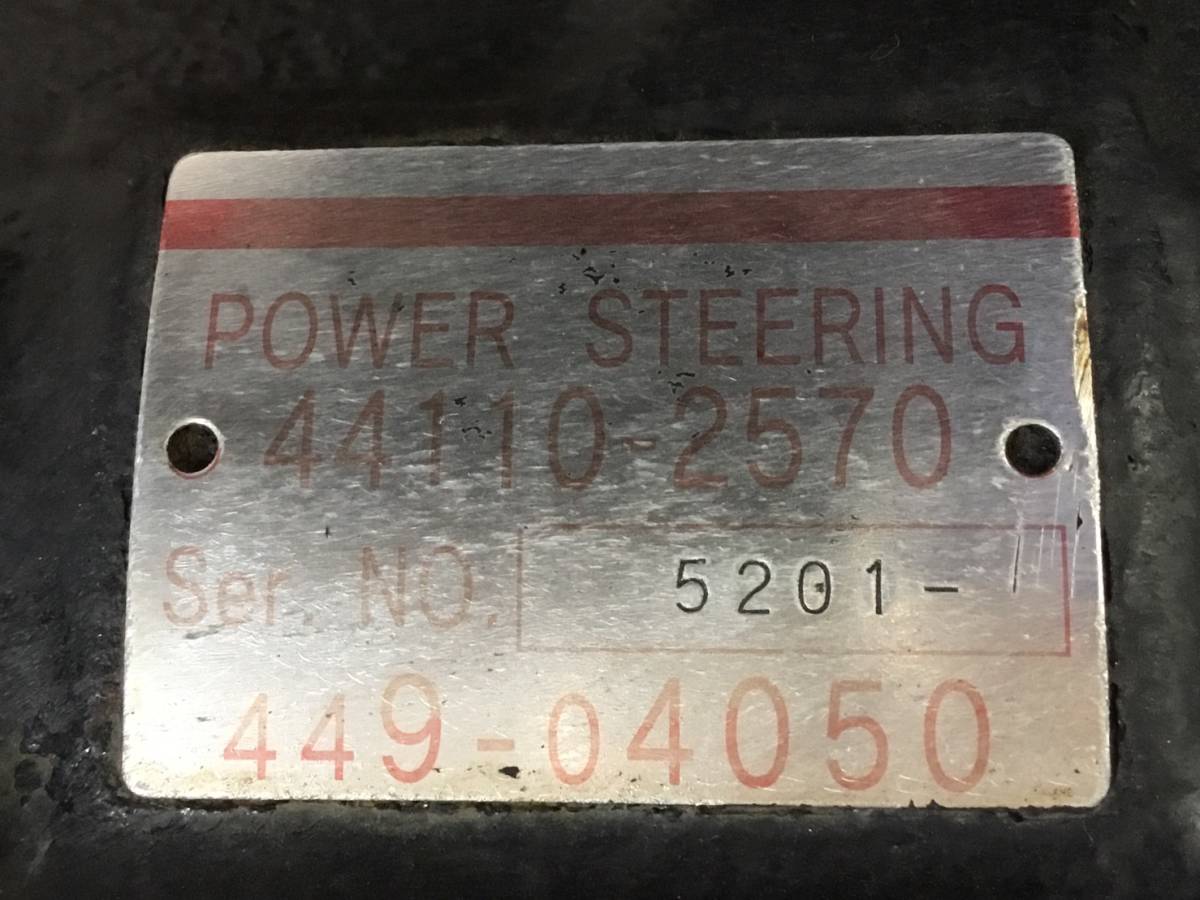 POWER STEERING
44110-2570
Ser. NO. 5201-
449-04050